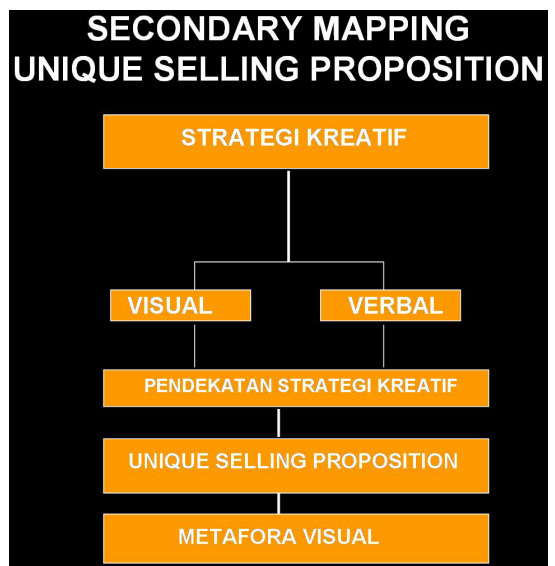 SECONDARY MAPPING
UNIQUE SELLING PROPOSITION
STRATEGI KREATIF
VISUAL
VERBAL
PENDEKATAN STRATEGI KREATIF
UNIQUE SELLING PROPOSITION
METAFORA VISUAL